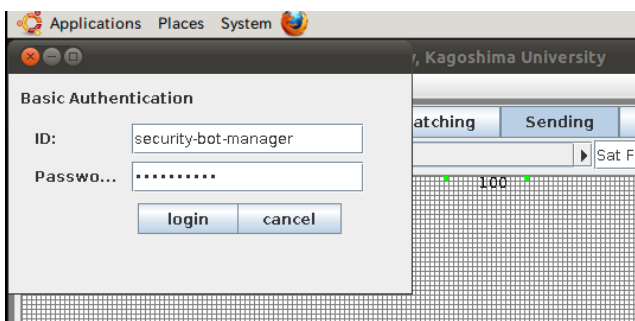 Applications Places System
, Kagoshima University
Basic Authentication
atching Sending
ID: security-bot-manager
Sat F
Passwo... ••••••••••
100
login cancel